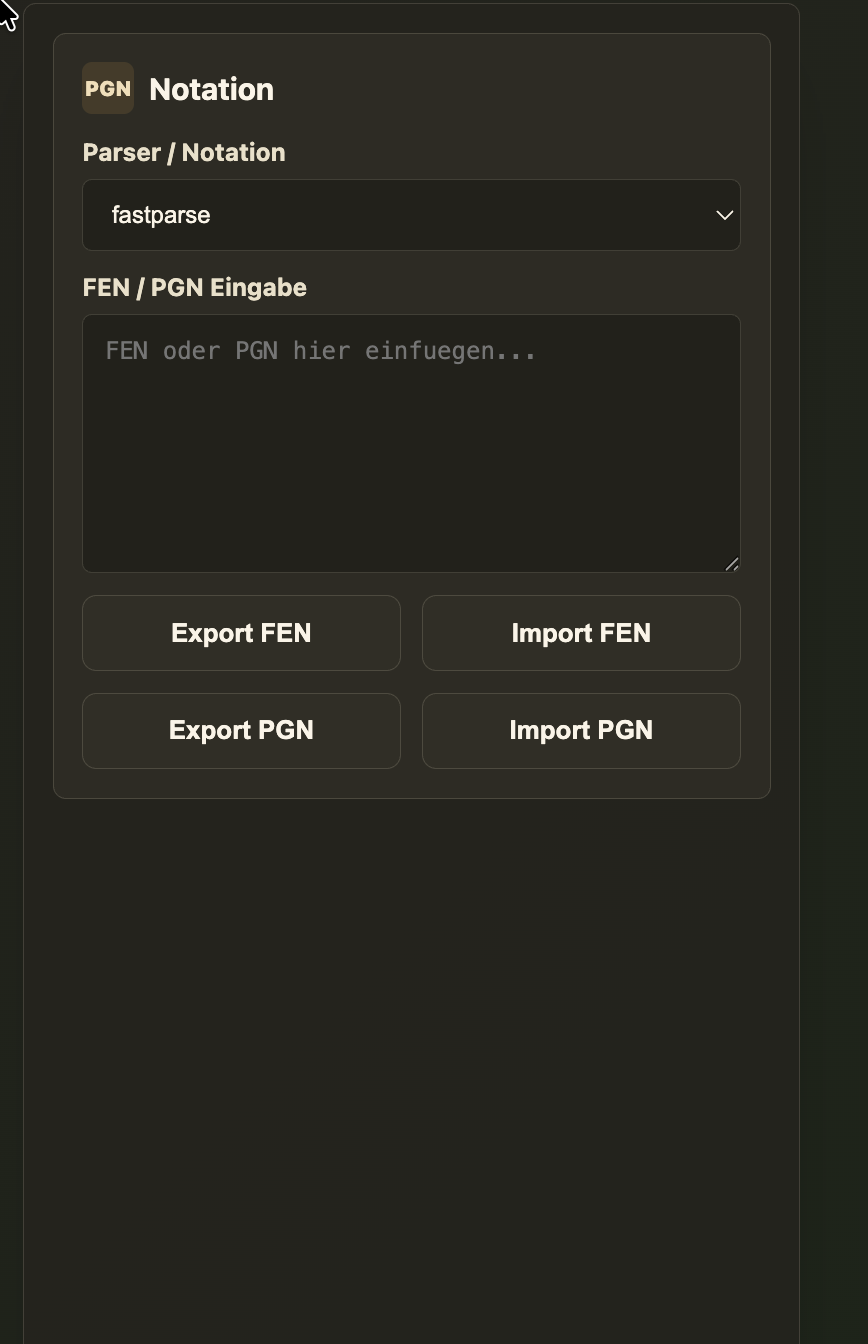 PGN Notation
Parser / Notation
fastparse
FEN / PGN Eingabe
FEN oder PGN hier einfuegen...
Export FEN Import FEN
Export PGN Import PGN